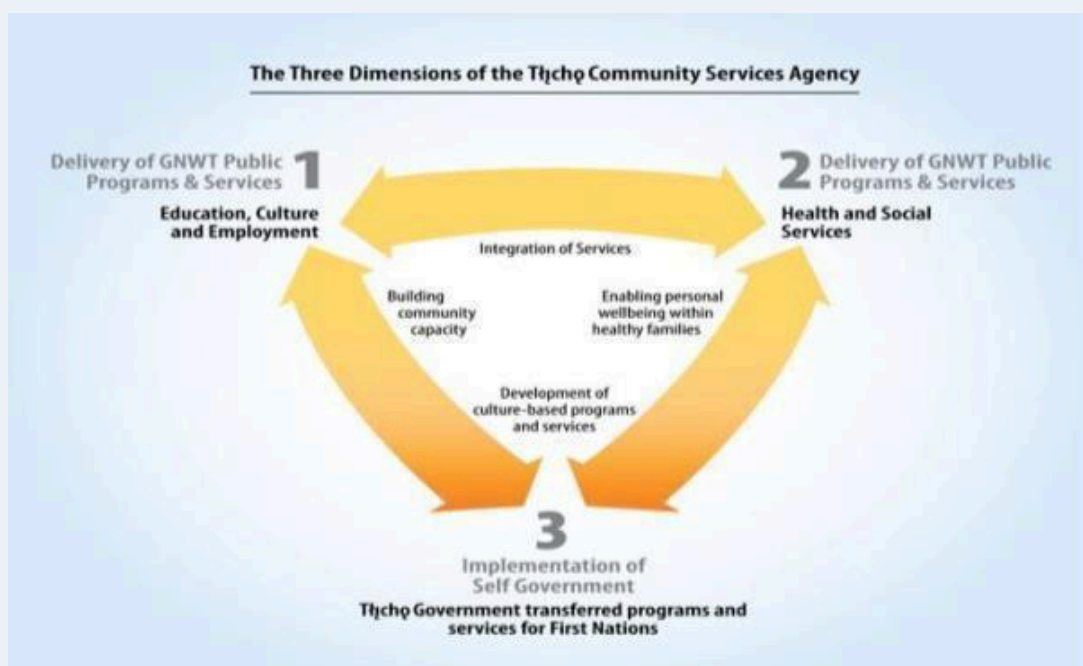 The Three Dimensions of the Tłı̨chǫ Community Services Agency
Delivery of GNWT Public
Programs & Services
1
Education, Culture
and Employment
2
Delivery of GNWT Public
Programs & Services
Health and Social
Services
Integration of Services
Building
community
capacity
Enabling personal
wellbeing within
healthy families
Development of
culture-based programs
and services
3
Implementation of
Self Government
Tłı̨chǫ Government transferred programs and
services for First Nations